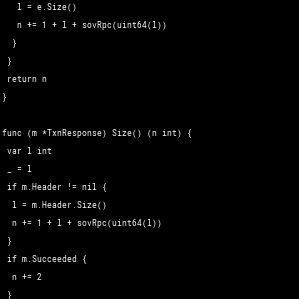 l = e.Size()
n += 1 + l + sovRpc(uint64(l))
}
}
return n
}

func (m *TxnResponse) Size() (n int) {
var l int
_ = l
if m.Header != nil {
l = m.Header.Size()
n += 1 + l + sovRpc(uint64(l))
}
if m.Succeeded {
n += 2
}